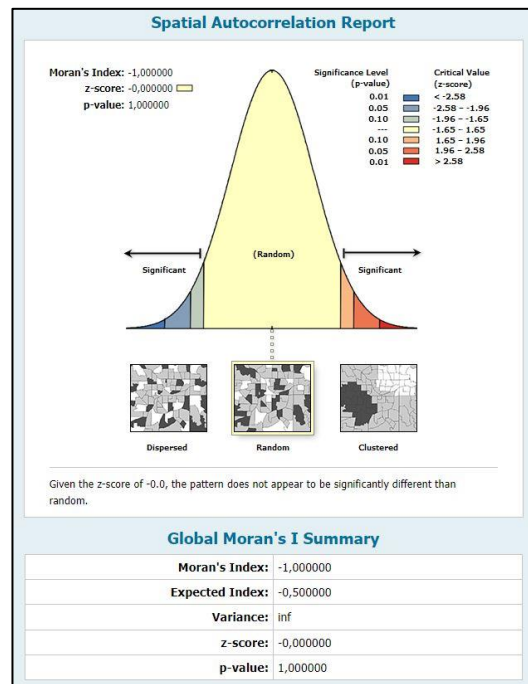 Spatial Autocorrelation Report
Moran's Index: -1,000000
z-score: -0,000000
p-value: 1,000000
Significance Level
(p-value)
Critical Value
(z-score)
0.01 < -2.58
0.05 -2.58 – -1.96
0.10 -1.96 – -1.65
--- -1.65 – 1.65
0.10 1.65 – 1.96
0.05 1.96 – 2.58
0.01 > 2.58
(Random)
Significant Significant
Dispersed Random Clustered
Given the z-score of -0.0, the pattern does not appear to be significantly different than
random.
Global Moran's I Summary
Moran's Index: -1,000000
Expected Index: -0,500000
Variance: inf
z-score: -0,000000
p-value: 1,000000